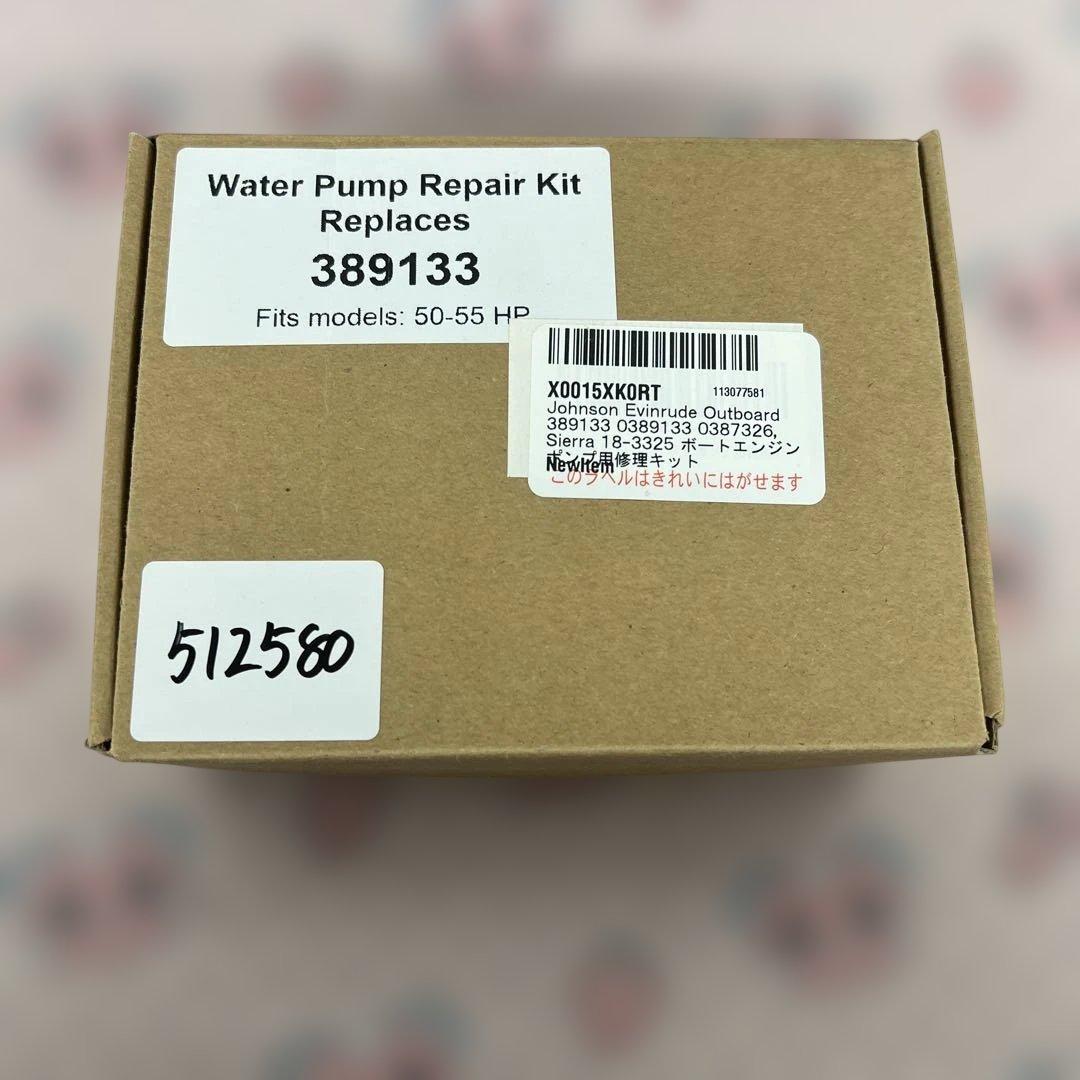 Water Pump Repair Kit
Replaces
389133
Fits models: 50-55 HP
X0015XK0RT 113077581
Johnson Evinrude Outboard
389133 0389133 0387326,
Sierra 18-3325 ボートエンジン
ポンプ用修理キット
NewItem
このラベルはきれいにはがせます
512580